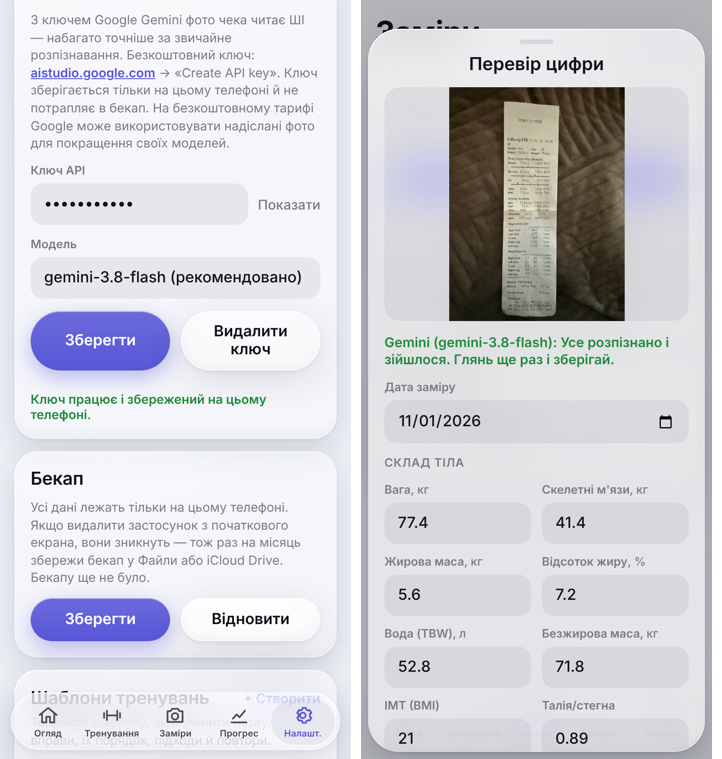 З ключем Google Gemini фото чека читає ШІ
— набагато точніше за звичайне
розпізнавання. Безкоштовний ключ:
aistudio.google.com → «Create API key». Ключ
зберігається тільки на цьому телефоні й не
потрапляє в бекап. На безкоштовному тарифі
Google може використовувати надіслані фото
для покращення своїх моделей.
Ключ API
•••••••••••
Показати
Модель
gemini-3.8-flash (рекомендовано)
Зберегти
Видалити
ключ
Ключ працює і збережений на цьому
телефоні.
Бекап
Усі дані лежать тільки на цьому телефоні.
Якщо видалити застосунок з початкового
екрана, вони зникнуть — тож раз на місяць
збережи бекап у Файли або iCloud Drive.
Бекапу ще не було.
Зберегти
Відновити
Шаблони тренувань
+ Створити
вправи, їх порядок, підходи й повтори.
Огляд
Тренування
Заміри
Прогрес
Налашт.
Заміри
Перевір цифри
Gemini (gemini-3.8-flash): Усе розпізнано і
зійшлося. Глянь ще раз і зберігай.
Дата заміру
11/01/2026
СКЛАД ТІЛА
Вага, кг
Скелетні м'язи, кг
77.4
41.4
Жирова маса, кг
Відсоток жиру, %
5.6
7.2
Вода (TBW), л
Безжирова маса, кг
52.8
71.8
ІМТ (BMI)
Талія/стегна
21
0.89